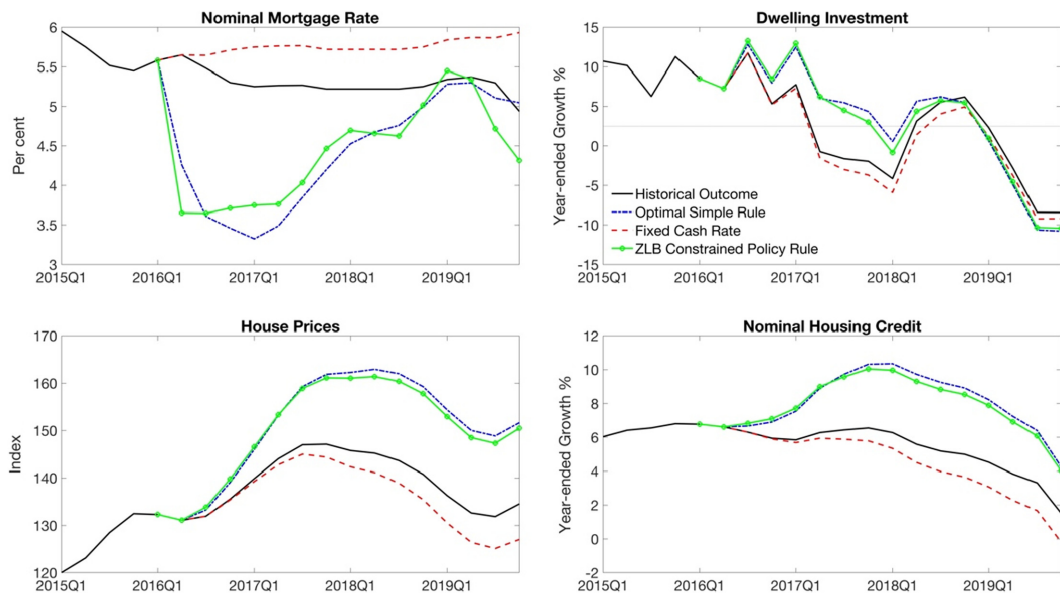 Nominal Mortgage Rate
6
5.5
5
4.5
4
3.5
3
Per cent
2015Q1 2016Q1 2017Q1 2018Q1 2019Q1
Dwelling Investment
15
10
5
0
-5
-10
-15
Year-ended Growth %
Historical Outcome
Optimal Simple Rule
Fixed Cash Rate
ZLB Constrained Policy Rule
2015Q1 2016Q1 2017Q1 2018Q1 2019Q1
House Prices
170
160
150
140
130
120
Index
2015Q1 2016Q1 2017Q1 2018Q1 2019Q1
Nominal Housing Credit
12
10
8
6
4
2
0
-2
Year-ended Growth %
2015Q1 2016Q1 2017Q1 2018Q1 2019Q1